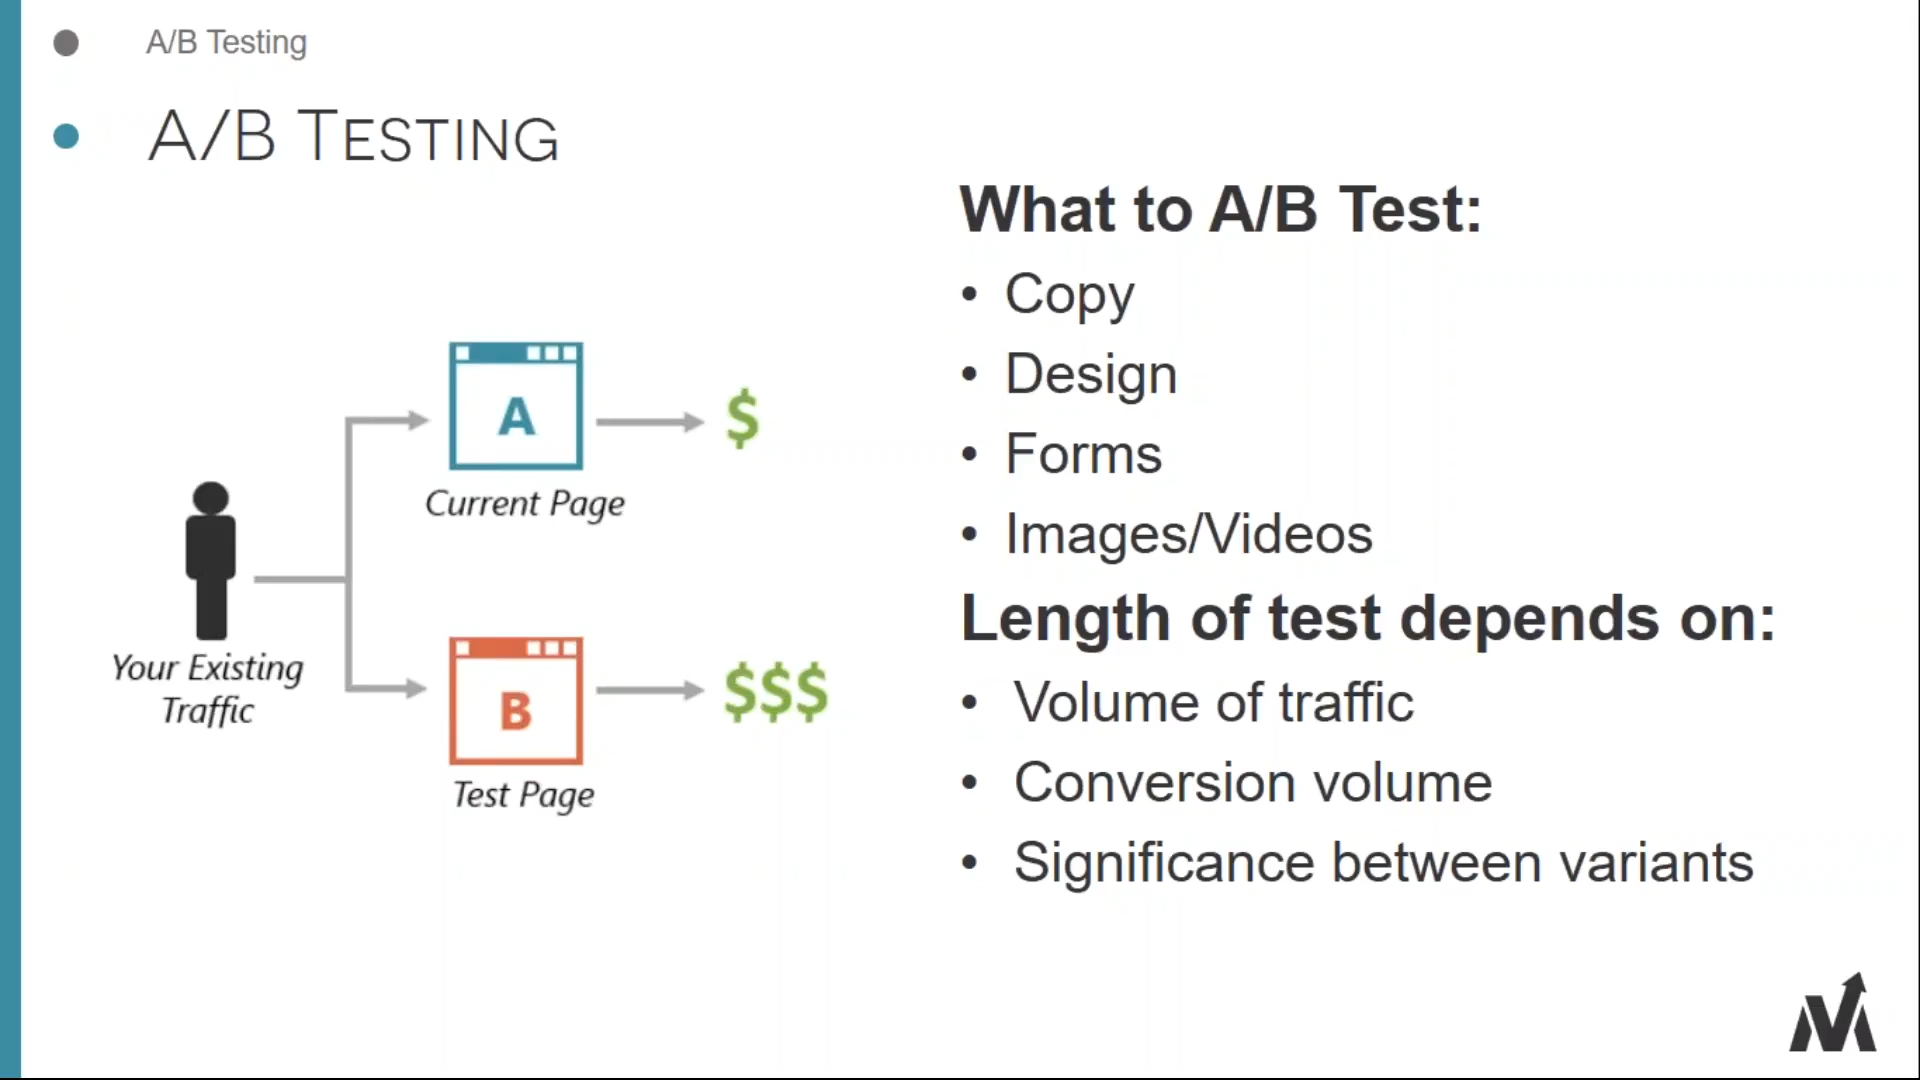 A/B Testing
A/B TESTING
What to A/B Test:
• Copy
• Design
• Forms
• Images/Videos
Length of test depends on:
• Volume of traffic
• Conversion volume
• Significance between variants
A
$
Current Page
Your Existing
Traffic
B
$$$
Test Page